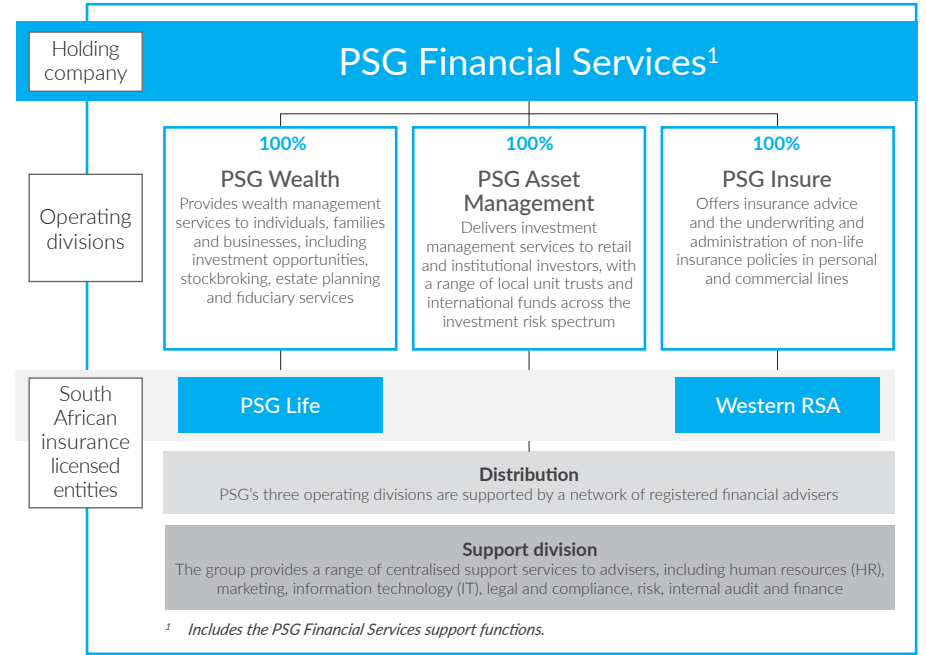 Holding
company
PSG Financial Services¹
Operating
divisions
100%
PSG Wealth
Provides wealth management
services to individuals, families
and businesses, including
investment opportunities,
stockbroking, estate planning
and fiduciary services
100%
PSG Asset
Management
Delivers investment
management services to retail
and institutional investors, with
a range of local unit trusts and
international funds across the
investment risk spectrum
100%
PSG Insure
Offers insurance advice
and the underwriting and
administration of non-life
insurance policies in personal
and commercial lines
South
African
insurance
licensed
entities
PSG Life
Western RSA
Distribution
PSG's three operating divisions are supported by a network of registered financial advisers
Support division
The group provides a range of centralised support services to advisers, including human resources (HR),
marketing, information technology (IT), legal and compliance, risk, internal audit and finance
¹ Includes the PSG Financial Services support functions.